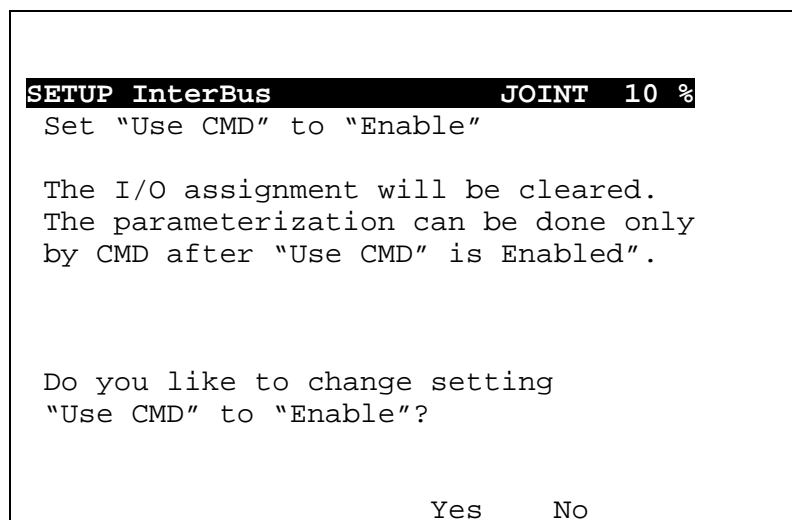 SETUP InterBus JOINT 10 %
Set “Use CMD” to “Enable”
The I/O assignment will be cleared.
The parameterization can be done only
by CMD after “Use CMD” is Enabled”.
Do you like to change setting
“Use CMD” to “Enable”?
Yes No